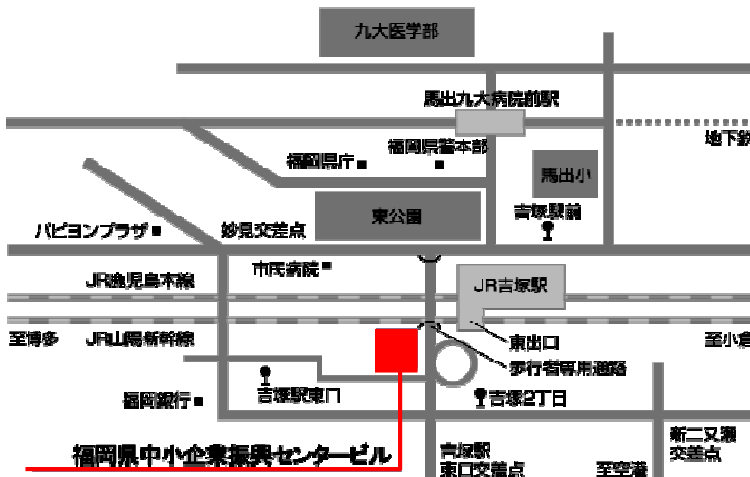 九大医学部
馬出九大病院前駅
地下鉄
福岡県庁
福岡県警本部
馬出小
東公園
吉塚駅前
パピヨンプラザ
妙見交差点
市民病院
JR鹿児島本線
JR吉塚駅
至博多
JR山陽新幹線
東出口
至小倉
歩行者専用通路
吉塚駅東口
福岡銀行
吉塚2丁目
福岡県中小企業振興センタービル
吉塚駅
東口交差点
至空港
新二又瀬
交差点